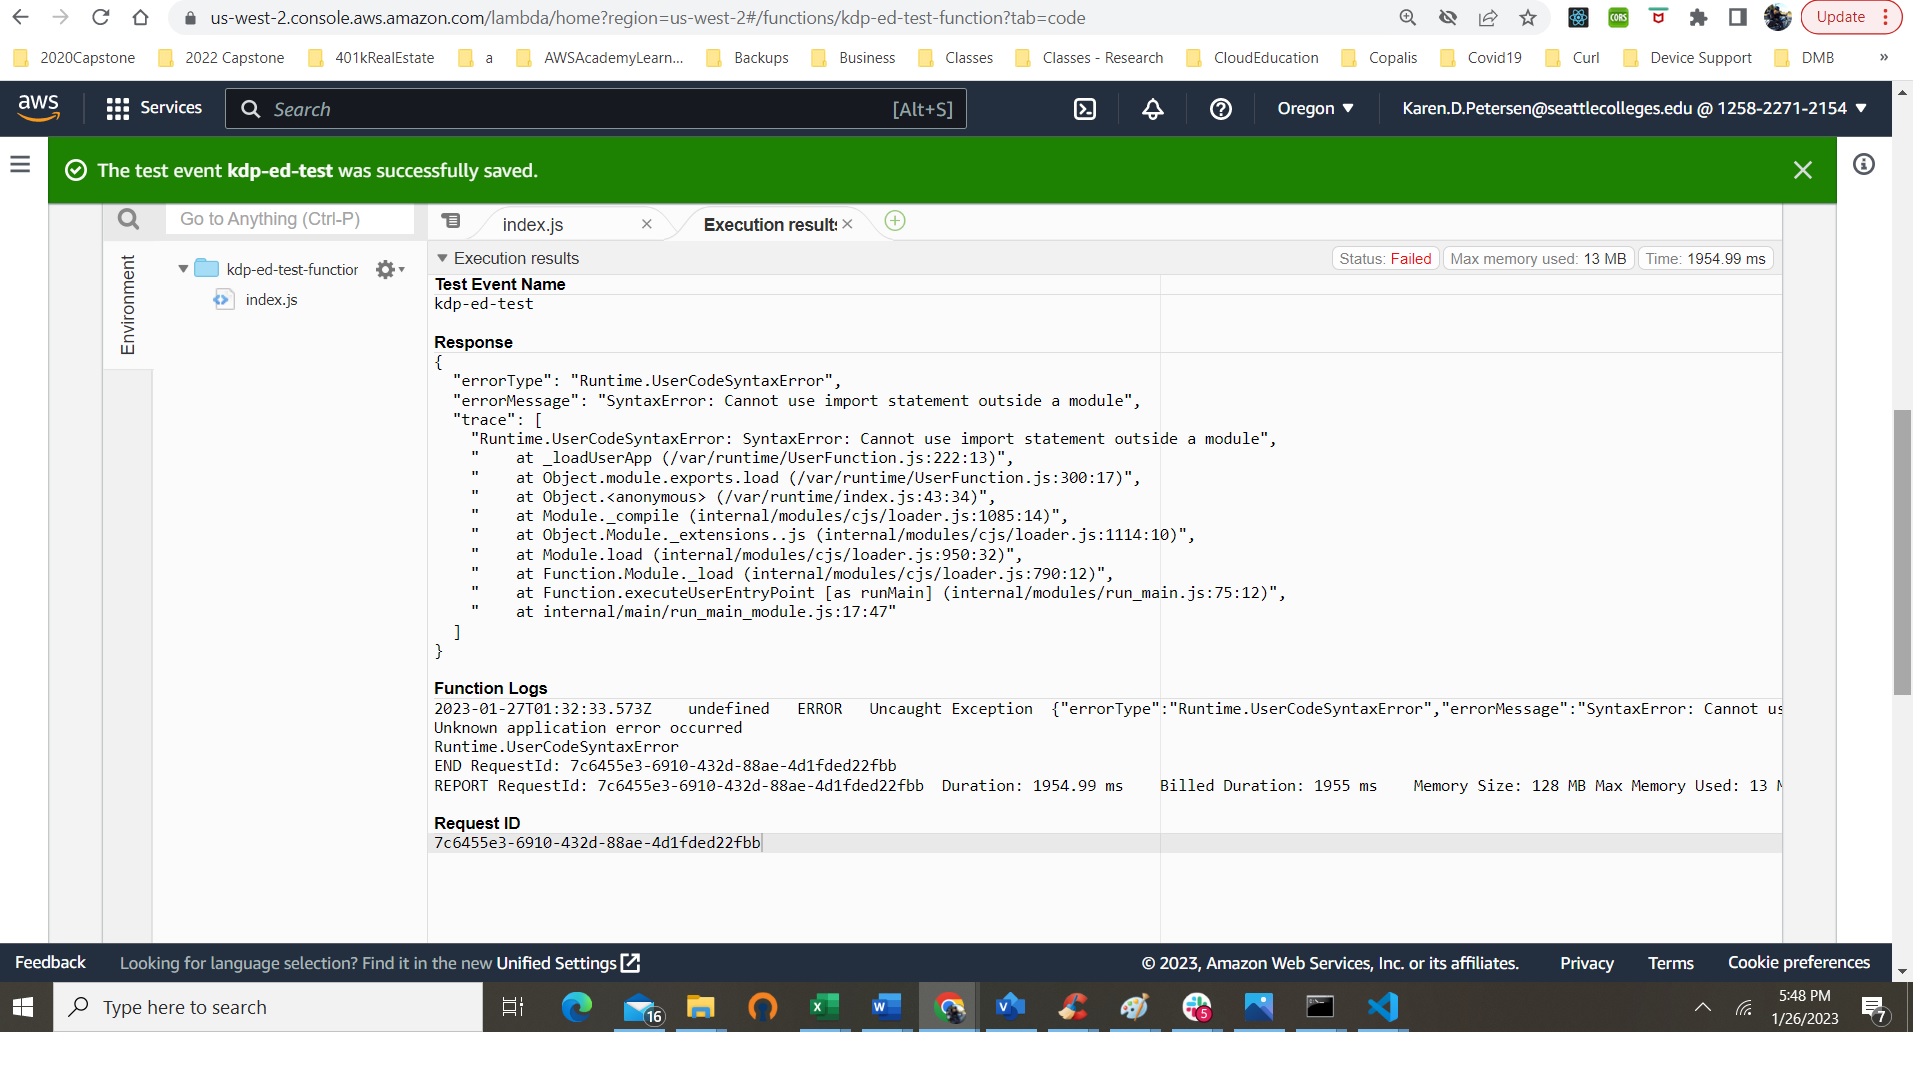 us-west-2.console.aws.amazon.com/lambda/home?region=us-west-2#/functions/kdp-ed-test-function?tab=code
CORS
Update
2020Capstone 2022 Capstone 401kRealEstate a AWSAcademyLearn... Backups Business Classes Classes - Research CloudEducation Copalis Covid19 Curl Device Support DMB »
aws Services Search [Alt+S] Oregon Karen.D.Petersen@seattlecolleges.edu @ 1258-2271-2154
The test event kdp-ed-test was successfully saved.
Go to Anything (Ctrl-P) index.js Execution results
Environment
kdp-ed-test-function
index.js
Execution results Status: Failed Max memory used: 13 MB Time: 1954.99 ms
Test Event Name
kdp-ed-test
Response
{
"errorType": "Runtime.UserCodeSyntaxError",
"errorMessage": "SyntaxError: Cannot use import statement outside a module",
"trace": [
"Runtime.UserCodeSyntaxError: SyntaxError: Cannot use import statement outside a module",
"    at _loadUserApp (/var/runtime/UserFunction.js:222:13)",
"    at Object.module.exports.load (/var/runtime/UserFunction.js:300:17)",
"    at Object.<anonymous> (/var/runtime/index.js:43:34)",
"    at Module._compile (internal/modules/cjs/loader.js:1085:14)",
"    at Object.Module._extensions..js (internal/modules/cjs/loader.js:1114:10)",
"    at Module.load (internal/modules/cjs/loader.js:950:32)",
"    at Function.Module._load (internal/modules/cjs/loader.js:790:12)",
"    at Function.executeUserEntryPoint [as runMain] (internal/modules/run_main.js:75:12)",
"    at internal/main/run_main_module.js:17:47"
]
}
Function Logs
2023-01-27T01:32:33.573Z undefined ERROR Uncaught Exception {"errorType":"Runtime.UserCodeSyntaxError","errorMessage":"SyntaxError: Cannot us
Unknown application error occurred
Runtime.UserCodeSyntaxError
END RequestId: 7c6455e3-6910-432d-88ae-4d1fded22fbb
REPORT RequestId: 7c6455e3-6910-432d-88ae-4d1fded22fbb Duration: 1954.99 ms Billed Duration: 1955 ms Memory Size: 128 MB Max Memory Used: 13 M
Request ID
7c6455e3-6910-432d-88ae-4d1fded22fbb
Feedback Looking for language selection? Find it in the new Unified Settings © 2023, Amazon Web Services, Inc. or its affiliates. Privacy Terms Cookie preferences
Type here to search 16 5 5:48 PM
1/26/2023 7